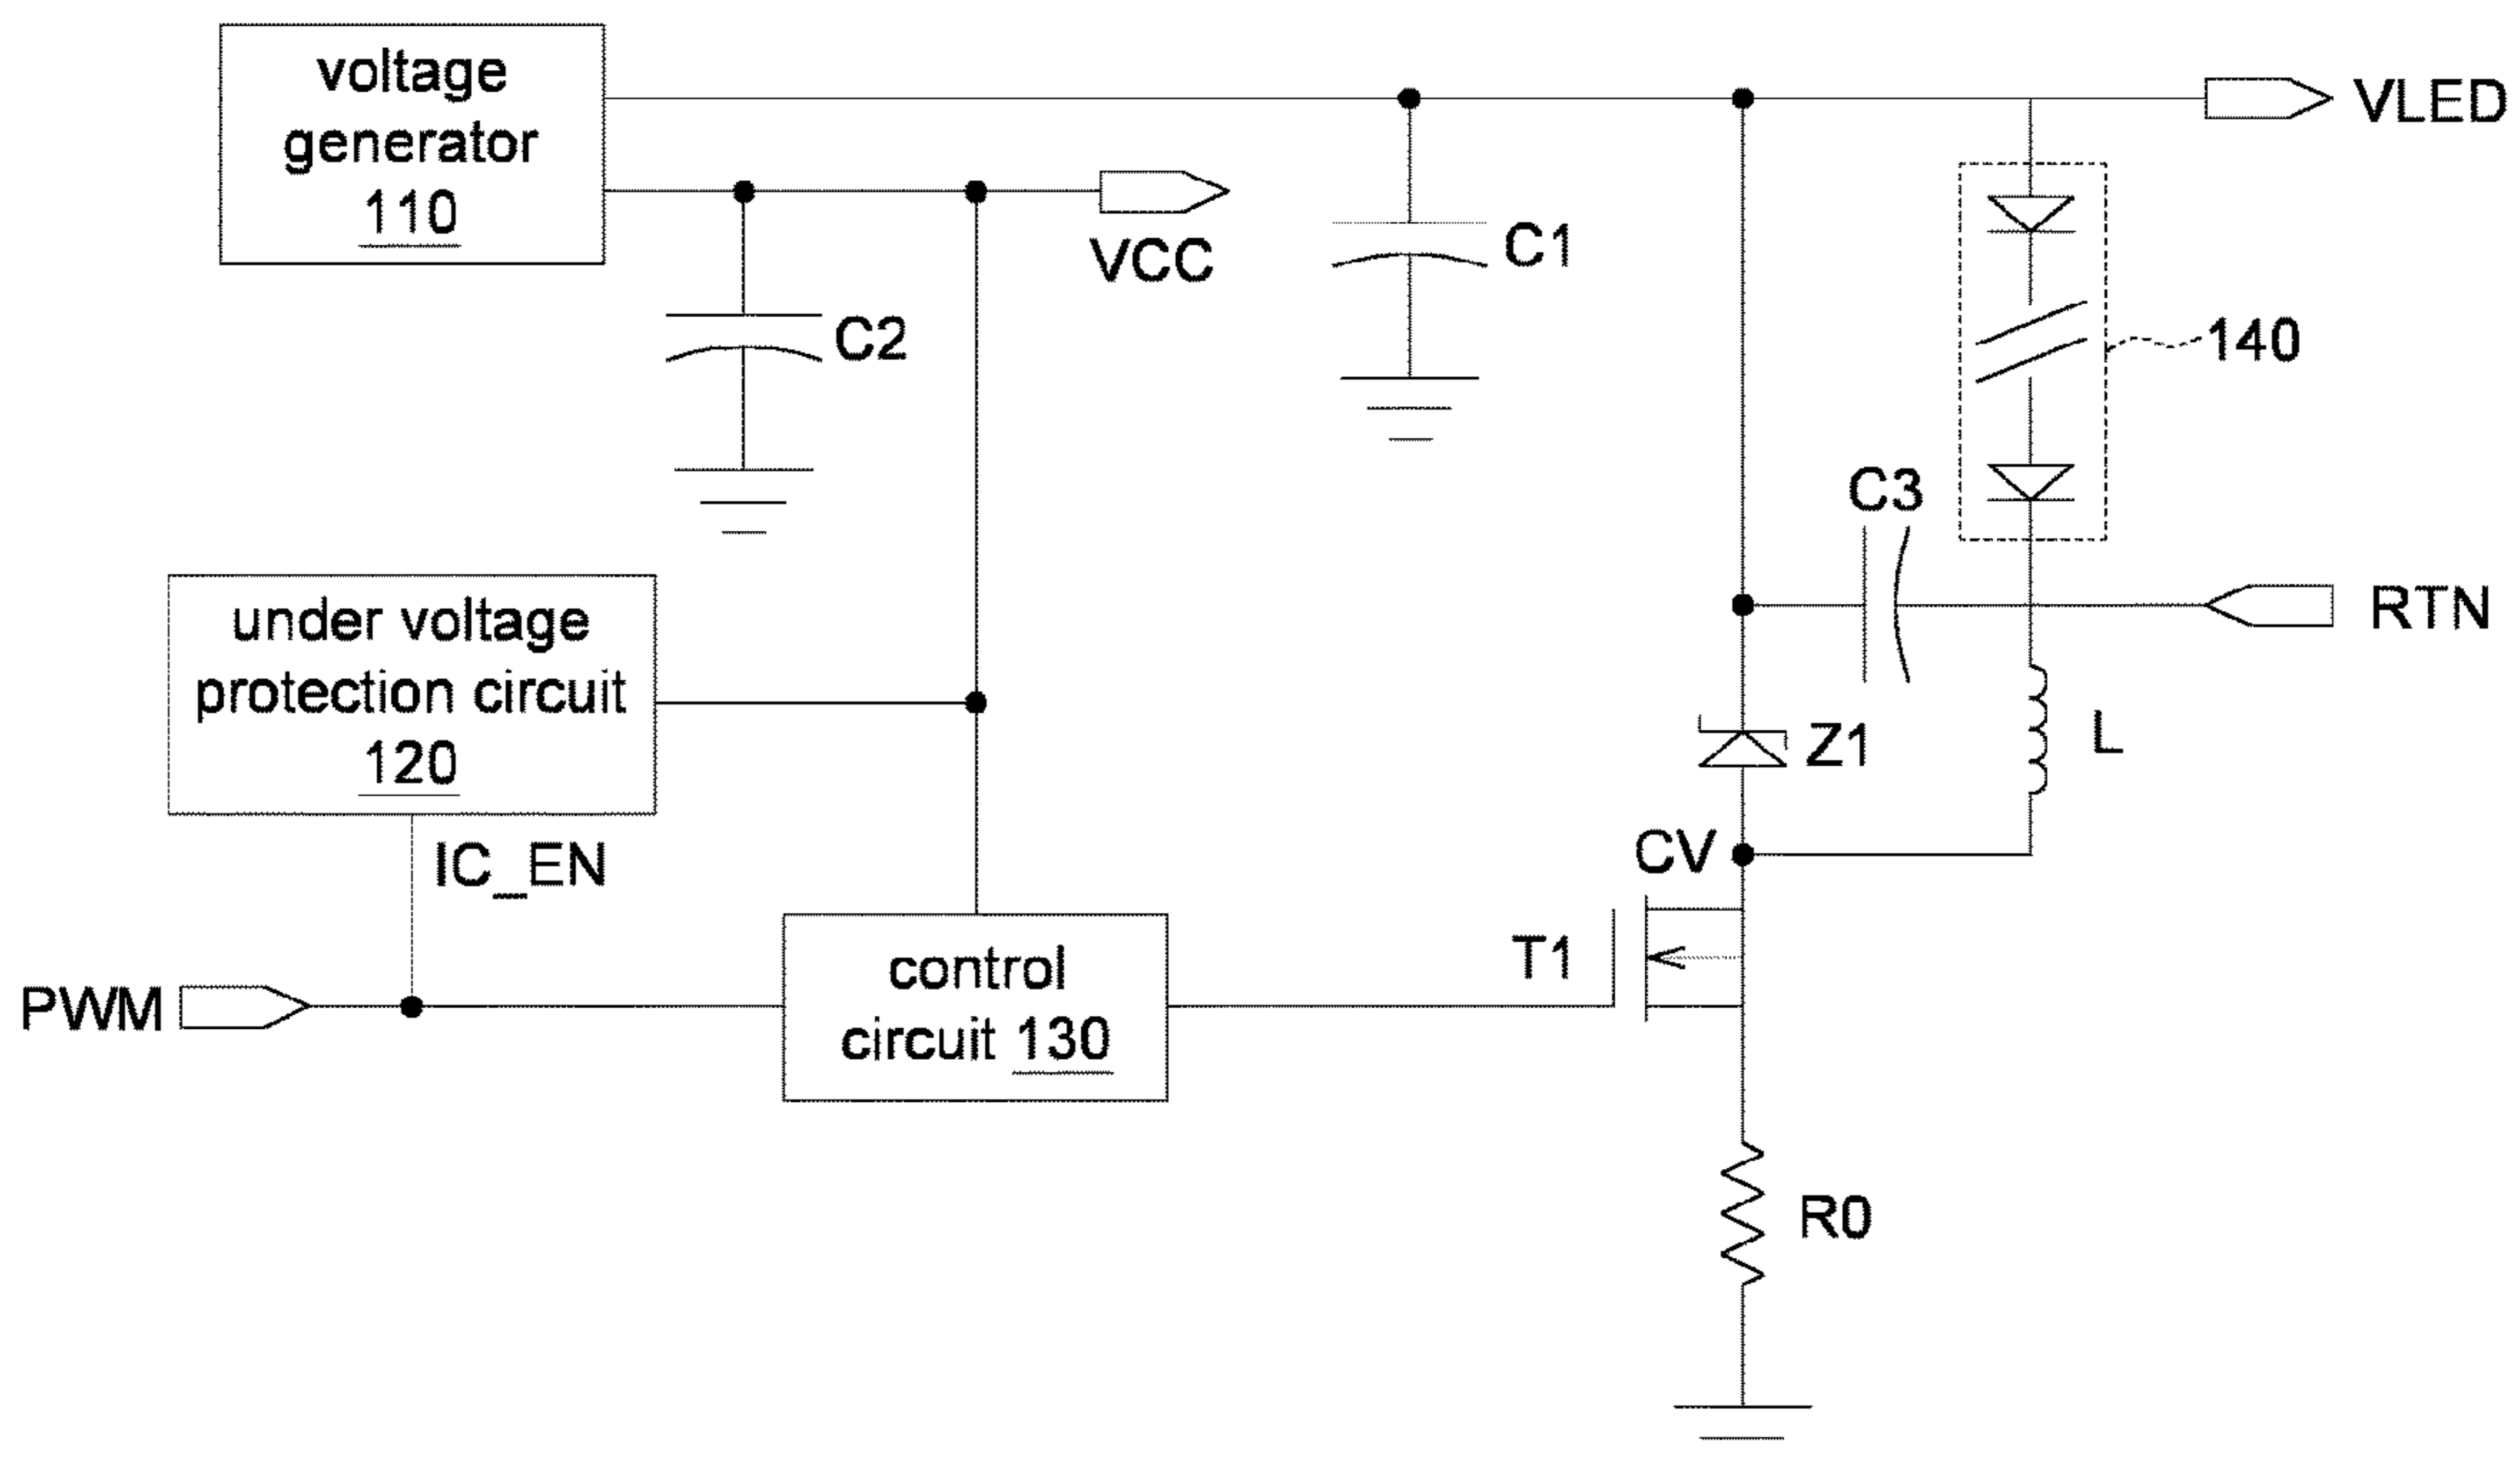 voltage
generator
110
VLED
VCC
C1
C2
140
C3
RTN
under voltage
protection circuit
120
Z1
L
CV
IC_EN
T1
PWM
control
circuit 130
R0